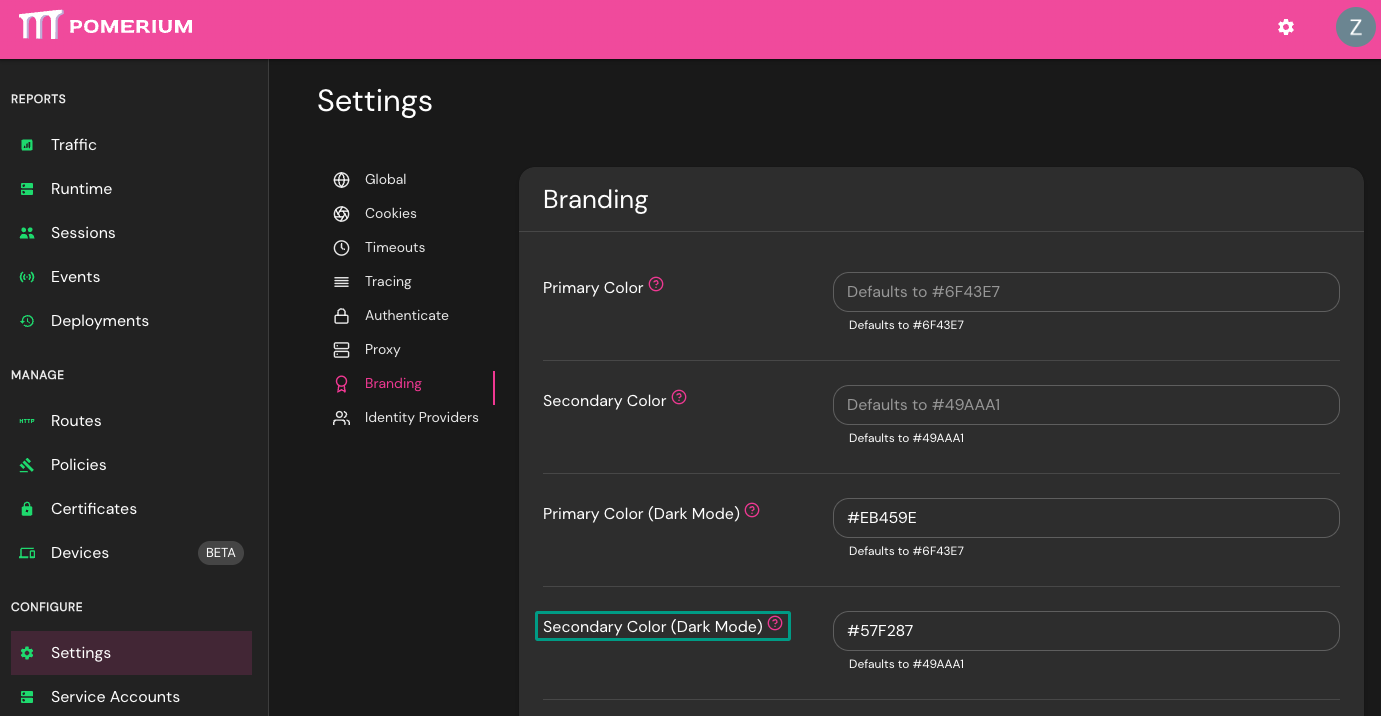 POMERIUM
Z
REPORTS
Traffic
Runtime
Sessions
Events
Deployments
MANAGE
HTTP Routes
Policies
Certificates
Devices BETA
CONFIGURE
Settings
Service Accounts
Settings
Global
Cookies
Timeouts
Tracing
Authenticate
Proxy
Branding
Identity Providers
Branding
Primary Color ? Defaults to #6F43E7
Defaults to #6F43E7
Secondary Color ? Defaults to #49AAA1
Defaults to #49AAA1
Primary Color (Dark Mode) ? #EB459E
Defaults to #6F43E7
Secondary Color (Dark Mode) ? #57F287
Defaults to #49AAA1